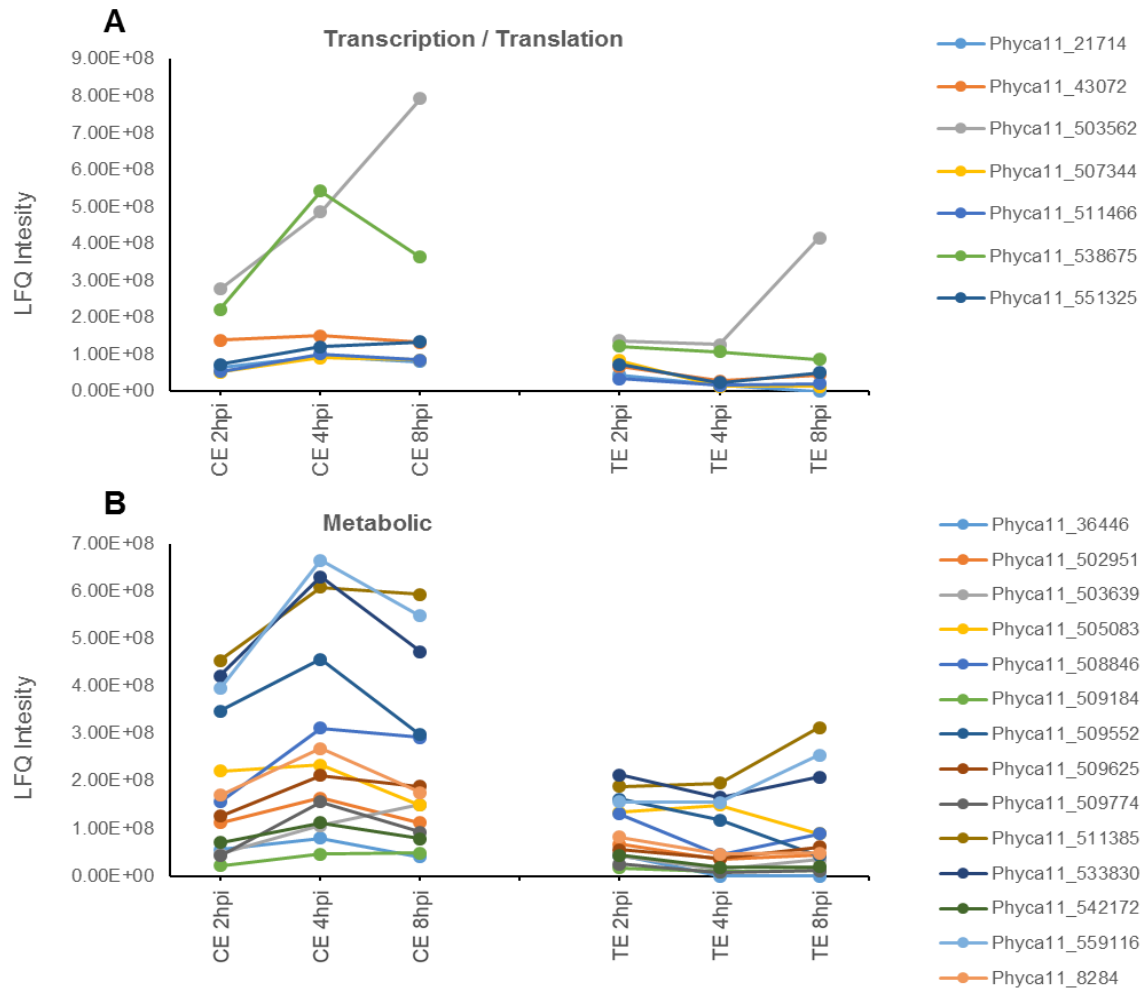 A
Transcription / Translation
9.00E+08
8.00E+08
7.00E+08
6.00E+08
5.00E+08
4.00E+08
3.00E+08
2.00E+08
1.00E+08
0.00E+00
LFQ Intesity
CE 2hpi
CE 4hpi
CE 8hpi
TE 2hpi
TE 4hpi
TE 8hpi
Phyca11_21714
Phyca11_43072
Phyca11_503562
Phyca11_507344
Phyca11_511466
Phyca11_538675
Phyca11_551325
B
Metabolic
7.00E+08
6.00E+08
5.00E+08
4.00E+08
3.00E+08
2.00E+08
1.00E+08
0.00E+00
LFQ Intesity
CE 2hpi
CE 4hpi
CE 8hpi
TE 2hpi
TE 4hpi
TE 8hpi
Phyca11_36446
Phyca11_502951
Phyca11_503639
Phyca11_505083
Phyca11_508846
Phyca11_509184
Phyca11_509552
Phyca11_509625
Phyca11_509774
Phyca11_511385
Phyca11_533830
Phyca11_542172
Phyca11_559116
Phyca11_8284